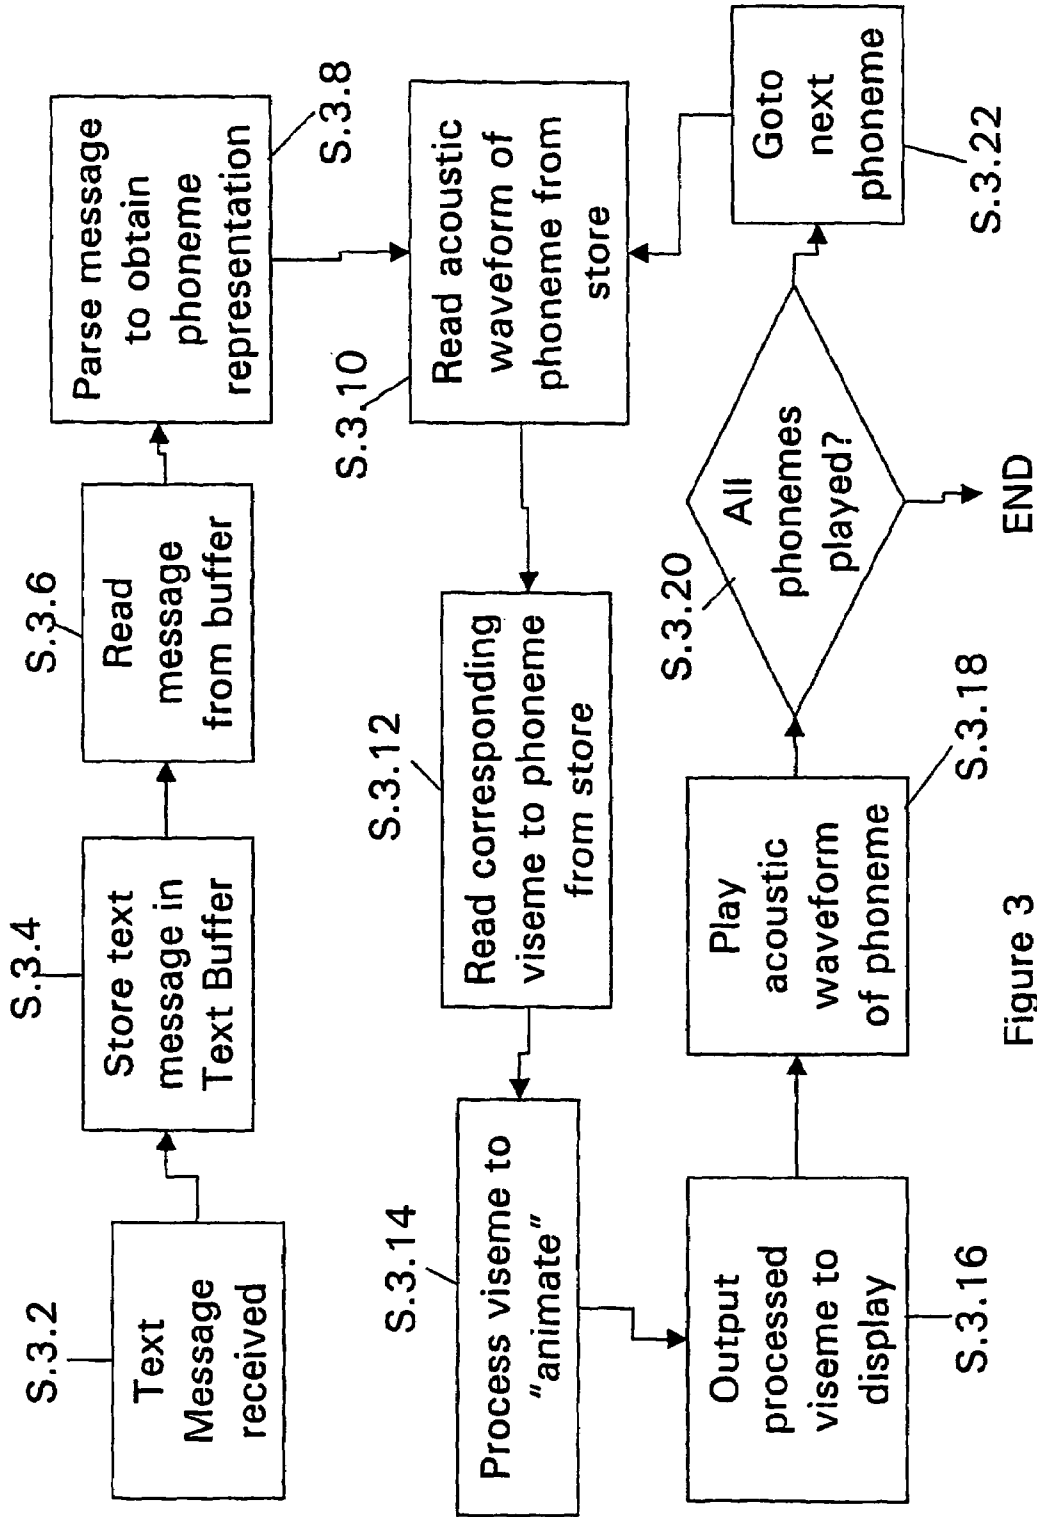 S.3.2
Text
Message
received
S.3.4
Store text
message in
Text Buffer
S.3.6
Read
message
from buffer
Parse message
to obtain
phoneme
representation
S.3.8
S.3.10
Read acoustic
waveform of
phoneme from
store
S.3.12
Read corresponding
viseme to phoneme
from store
S.3.14
Process viseme to
"animate"
Output
processed
viseme to
display
S.3.16
Play
acoustic
waveform
of phoneme
S.3.18
S.3.20
All
phonemes
played?
END
Goto
next
phoneme
S.3.22
Figure 3